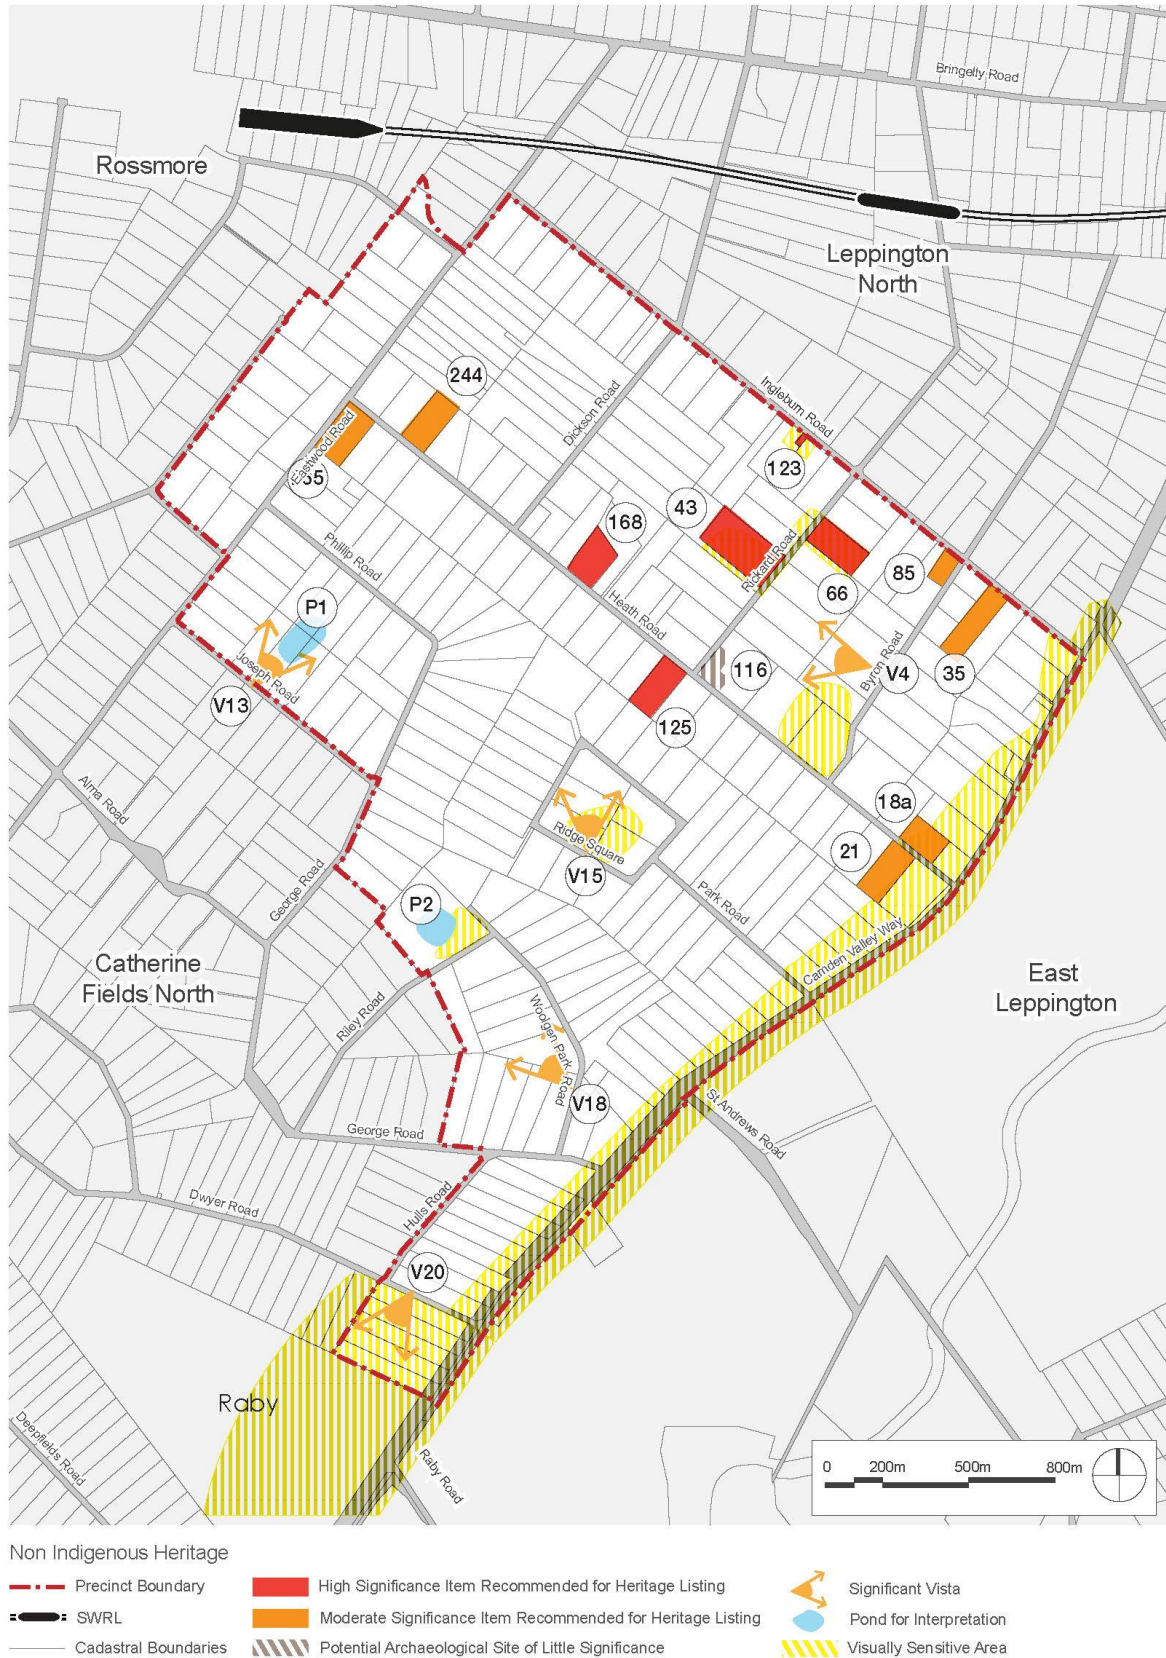 Bringelly Road
Rossmore
Leppington
North
244
Ingleburn Road
Dickson Road
Eastwood Road
55
123
43
168
Rickard Road
85
66
Phillip Road
P1
Heath Road
Byron Road
Joseph Road
116
V4
35
V13
125
Alma Road
18a
Ridge Square
21
V15
George Road
Park Road
P2
Camden Valley Way
Catherine
Fields North
East
Leppington
Riley Road
Woolgen Park Road
V18
St Andrews Road
George Road
Dwyer Road
Hulls Road
V20
Raby
Deepfields Road
Raby Road
0 200m 500m 800m
Non Indigenous Heritage
Precinct Boundary
High Significance Item Recommended for Heritage Listing
Significant Vista
SWRL
Moderate Significance Item Recommended for Heritage Listing
Pond for Interpretation
Cadastral Boundaries
Potential Archaeological Site of Little Significance
Visually Sensitive Area